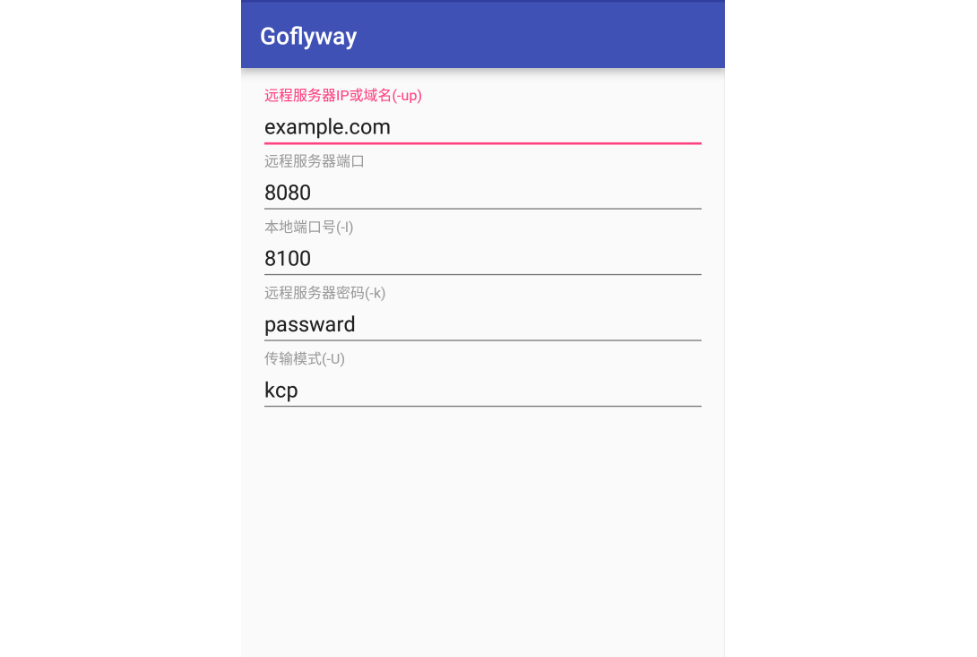 Goflyway
远程服务器IP或域名(-up)
example.com
远程服务器端口
8080
本地端口号(-l)
8100
远程服务器密码(-k)
passward
传输模式(-U)
kcp